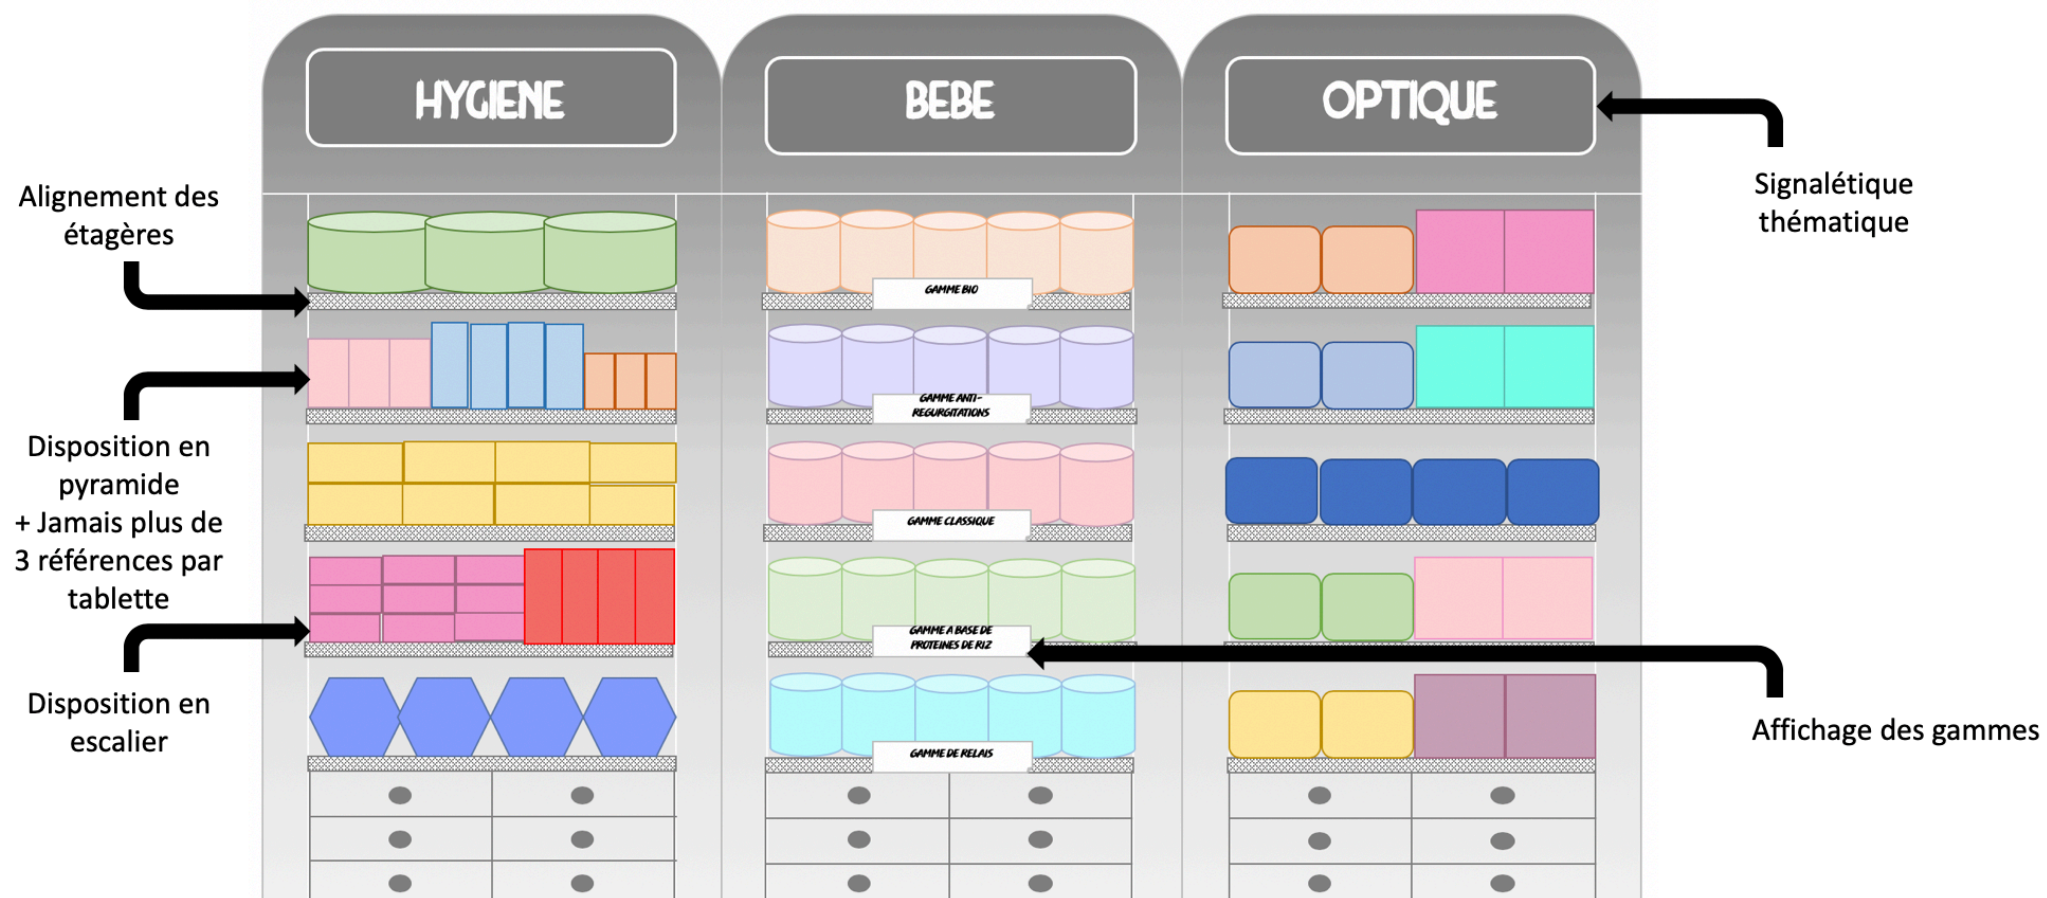 HYGIENE
BEBE
OPTIQUE
Alignement des
étagères
Disposition en
pyramide
+ Jamais plus de
3 références par
tablette
Disposition en
escalier
GAMME BIO
GAMME ANTI-
REGURGITATIONS
GAMME CLASSIQUE
GAMME A BASE DE
PROTEINES DE RIZ
GAMME DE RELAIS
Signalétique
thématique
Affichage des gammes